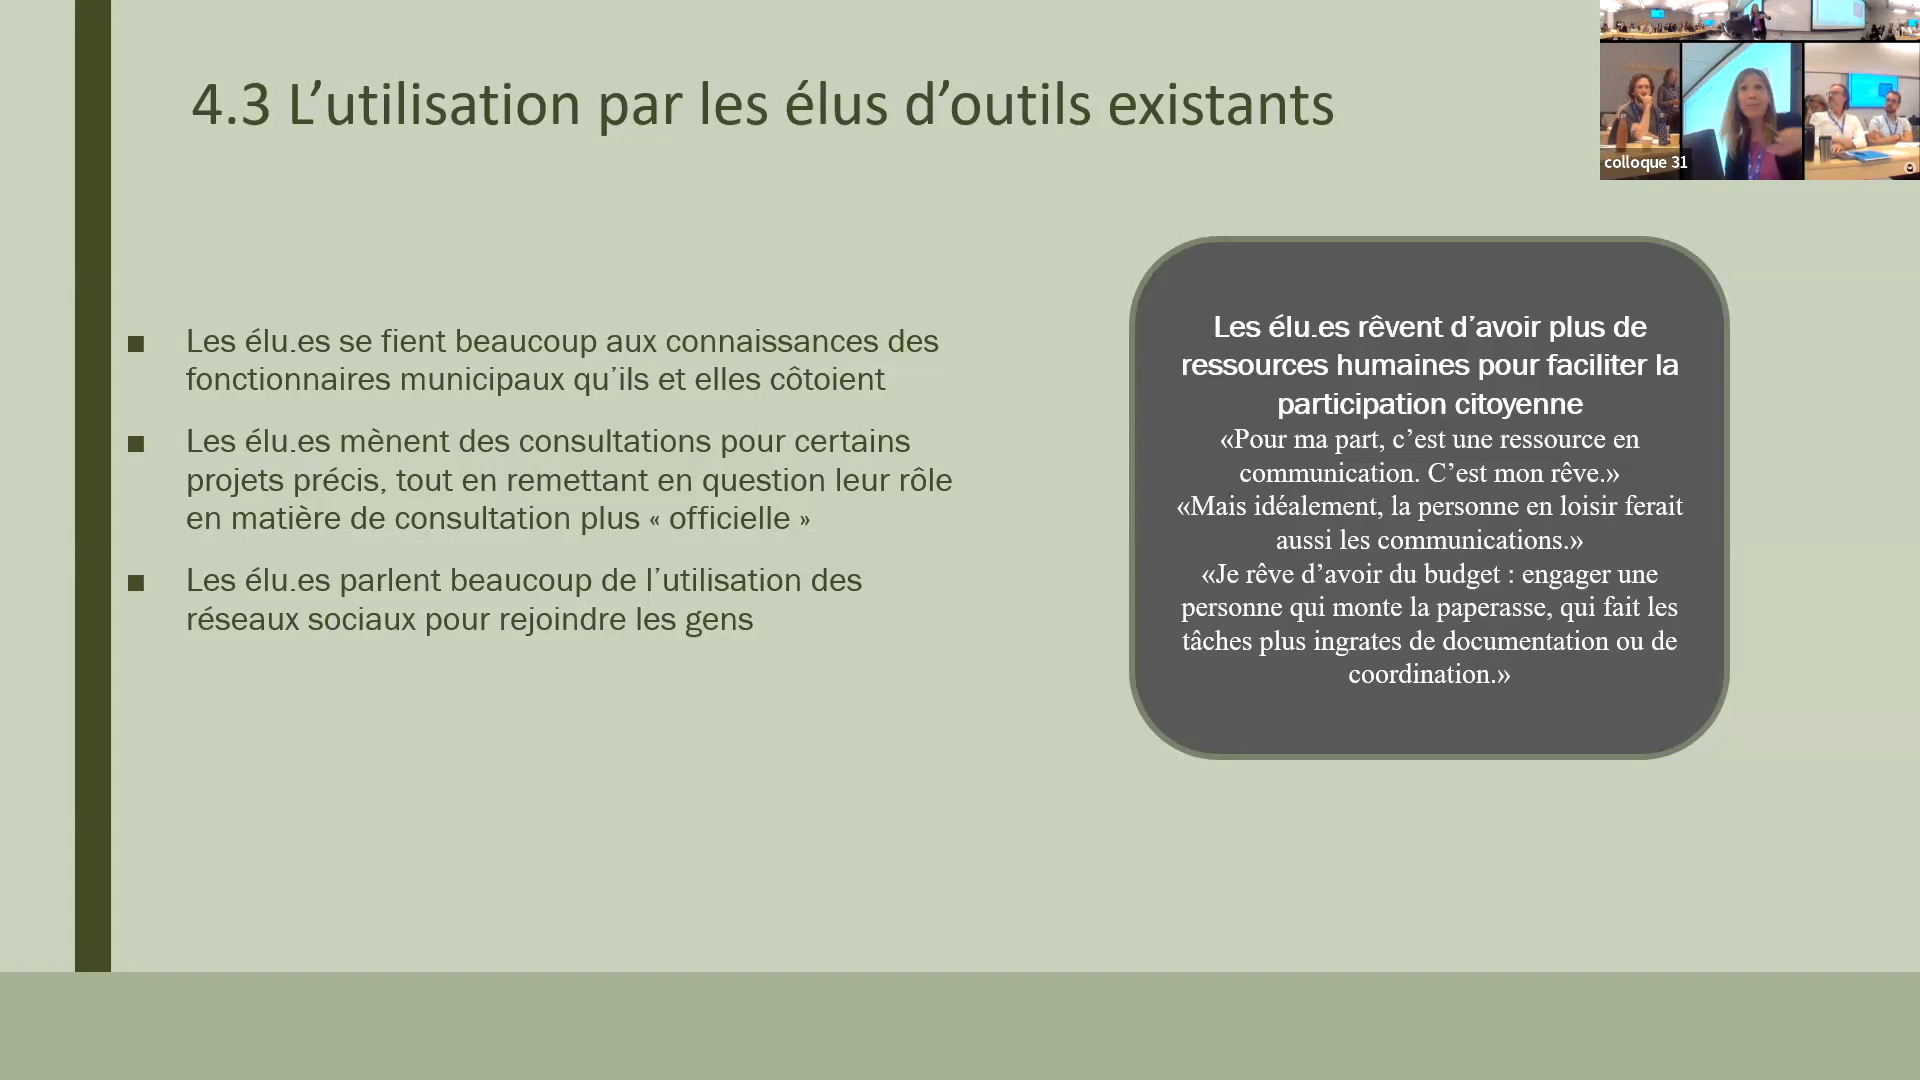 4.3 L’utilisation par les élus d’outils existants
colloque 31
■ Les élu.es se fient beaucoup aux connaissances des
fonctionnaires municipaux qu’ils et elles côtoient
■ Les élu.es mènent des consultations pour certains
projets précis, tout en remettant en question leur rôle
en matière de consultation plus « officielle »
■ Les élu.es parlent beaucoup de l’utilisation des
réseaux sociaux pour rejoindre les gens
Les élu.es rêvent d’avoir plus de
ressources humaines pour faciliter la
participation citoyenne
«Pour ma part, c’est une ressource en
communication. C’est mon rêve.»
«Mais idéalement, la personne en loisir ferait
aussi les communications.»
«Je rêve d’avoir du budget : engager une
personne qui monte la paperasse, qui fait les
tâches plus ingrates de documentation ou de
coordination.»